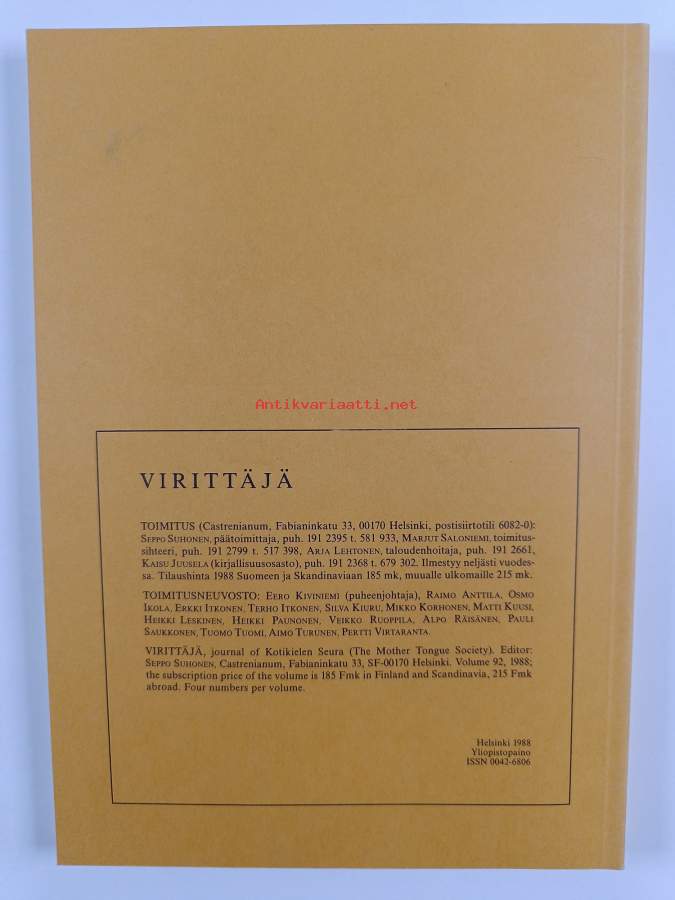 Antikvariaatti.net
VIRITTÄJÄ
TOIMITUS (Castrenianum, Fabianinkatu 33, 00170 Helsinki, postisiirtotili 6082-0):
SEPPO SUHONEN, päätoimittaja, puh. 191 2395 t. 581 933, MARJUT SALONIEMI, toimitus-
sihteeri, puh. 191 2799 t. 517 398, ARJA LEHTONEN, taloudenhoitaja, puh. 191 2661,
KAISU JUUSELA (kirjallisuusosasto), puh. 191 2368 t. 679 302. Ilmestyy neljästi vuodes-
sa. Tilaushinta 1988 Suomeen ja Skandinaviaan 185 mk, muualle ulkomaille 215 mk.
TOIMITUSNEUVOSTO: EERO KIVINIEMI (puheenjohtaja), RAIMO ANTTILA, OSMO
IKOLA, ERKKI ITKONEN, TERHO ITKONEN, SILVA KIURU, MIKKO KORHONEN, MATTI KUUSI,
HEIKKI LESKINEN, HEIKKI PAUNONEN, VEIKKO RUOPPILA, ALPO RÄISÄNEN, PAULI
SAUKKONEN, TUOMO TUOMI, AIMO TURUNEN, PERTTI VIRTARANTA.
VIRITTÄJÄ, journal of Kotikielen Seura (The Mother Tongue Society). Editor:
SEPPO SUHONEN, Castrenianum, Fabianinkatu 33, SF-00170 Helsinki. Volume 92, 1988;
the subscription price of the volume is 185 Fmk in Finland and Scandinavia, 215 Fmk
abroad. Four numbers per volume.
Helsinki 1988
Yliopistopaino
ISSN 0042-6806